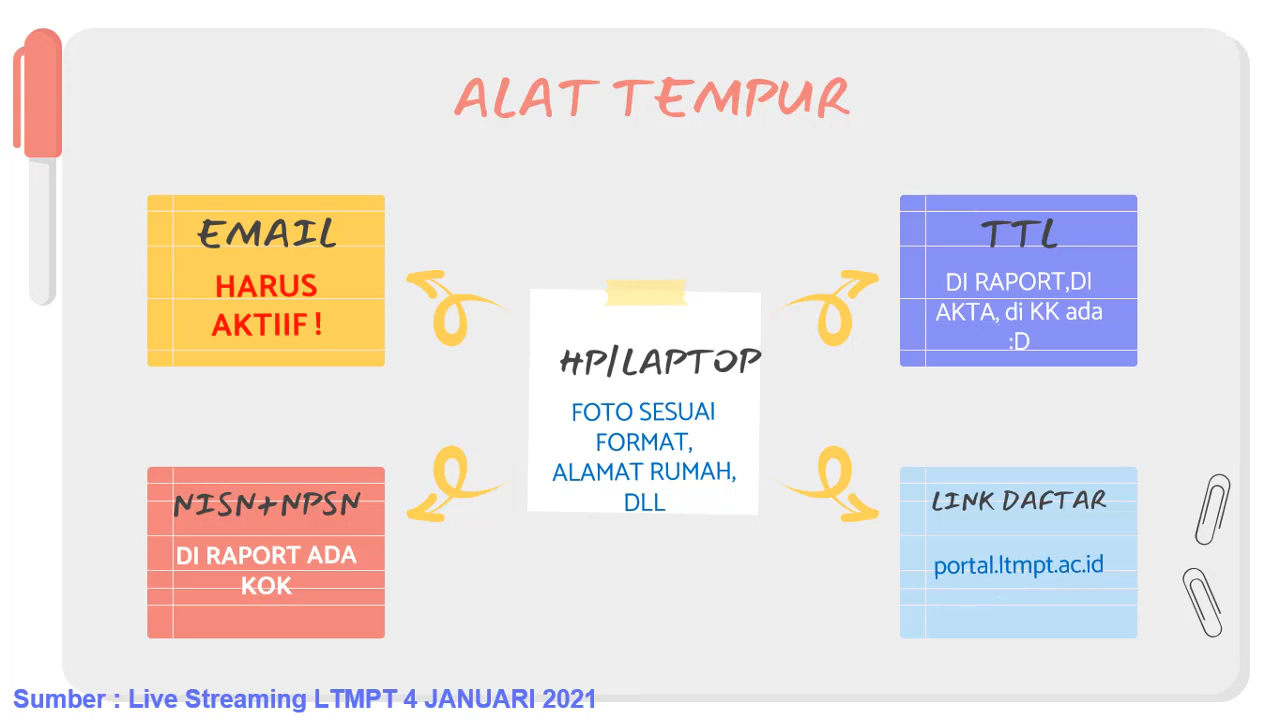 ALAT TEMPUR
EMAIL
HARUS
AKTIIF !
TTL
DI RAPORT,DI
AKTA, di KK ada
:D
HP/LAPTOP
FOTO SESUAI
FORMAT,
ALAMAT RUMAH,
DLL
NISN+NPSN
DI RAPORT ADA
KOK
LINK DAFTAR
portal.ltmpt.ac.id
Sumber : Live Streaming LTMPT 4 JANUARI 2021